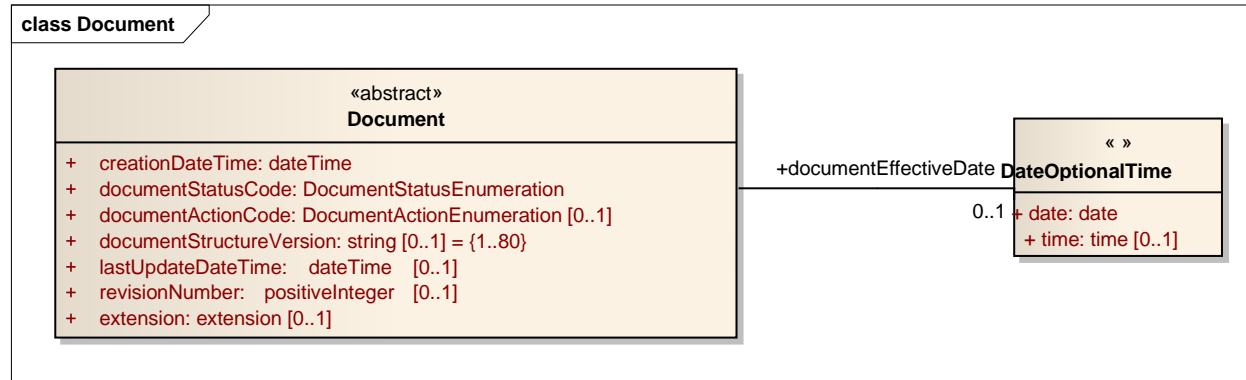 class Document
«abstract»
Document
+ creationDateTime: dateTime
+ documentStatusCode: DocumentStatusEnumeration
+ documentActionCode: DocumentActionEnumeration [0..1]
+ documentStructureVersion: string [0..1] = {1..80}
+ lastUpdateDateTime: dateTime [0..1]
+ revisionNumber: positiveInteger [0..1]
+ extension: extension [0..1]
+documentEffectiveDate
0..1
« »
DateOptionalTime
+ date: date
+ time: time [0..1]